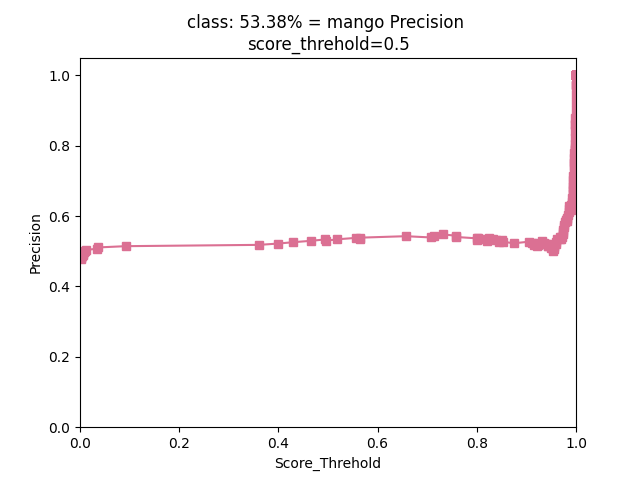 class: 53.38% = mango Precision
score_threhold=0.5
1.0
0.8
0.6
0.4
0.2
0.0
Precision
0.0 0.2 0.4 0.6 0.8 1.0
Score_Threhold